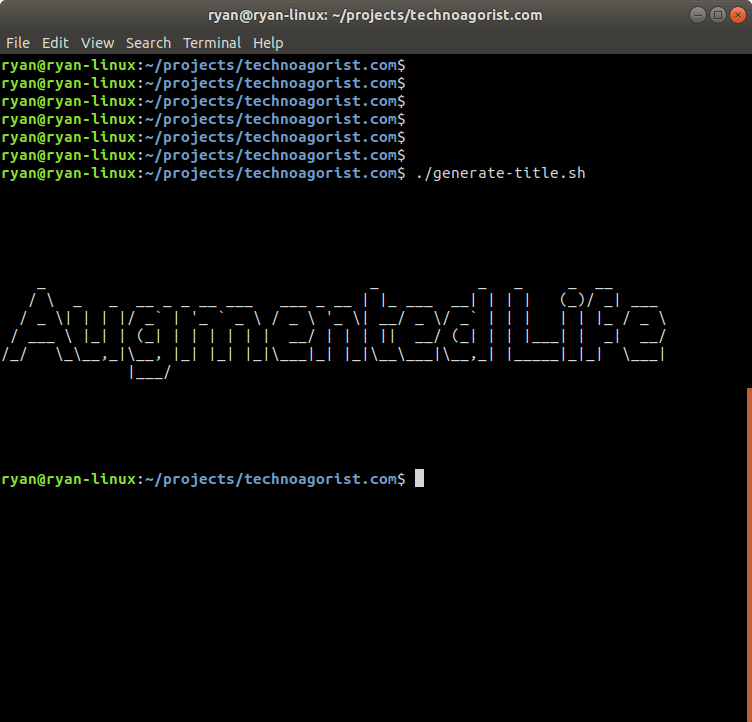 ryan@ryan-linux: ~/projects/technoagorist.com
File Edit View Search Terminal Help
ryan@ryan-linux:~/projects/technoagorist.com$
ryan@ryan-linux:~/projects/technoagorist.com$
ryan@ryan-linux:~/projects/technoagorist.com$
ryan@ryan-linux:~/projects/technoagorist.com$
ryan@ryan-linux:~/projects/technoagorist.com$
ryan@ryan-linux:~/projects/technoagorist.com$
ryan@ryan-linux:~/projects/technoagorist.com$ ./generate-title.sh
Augmented Life
ryan@ryan-linux:~/projects/technoagorist.com$